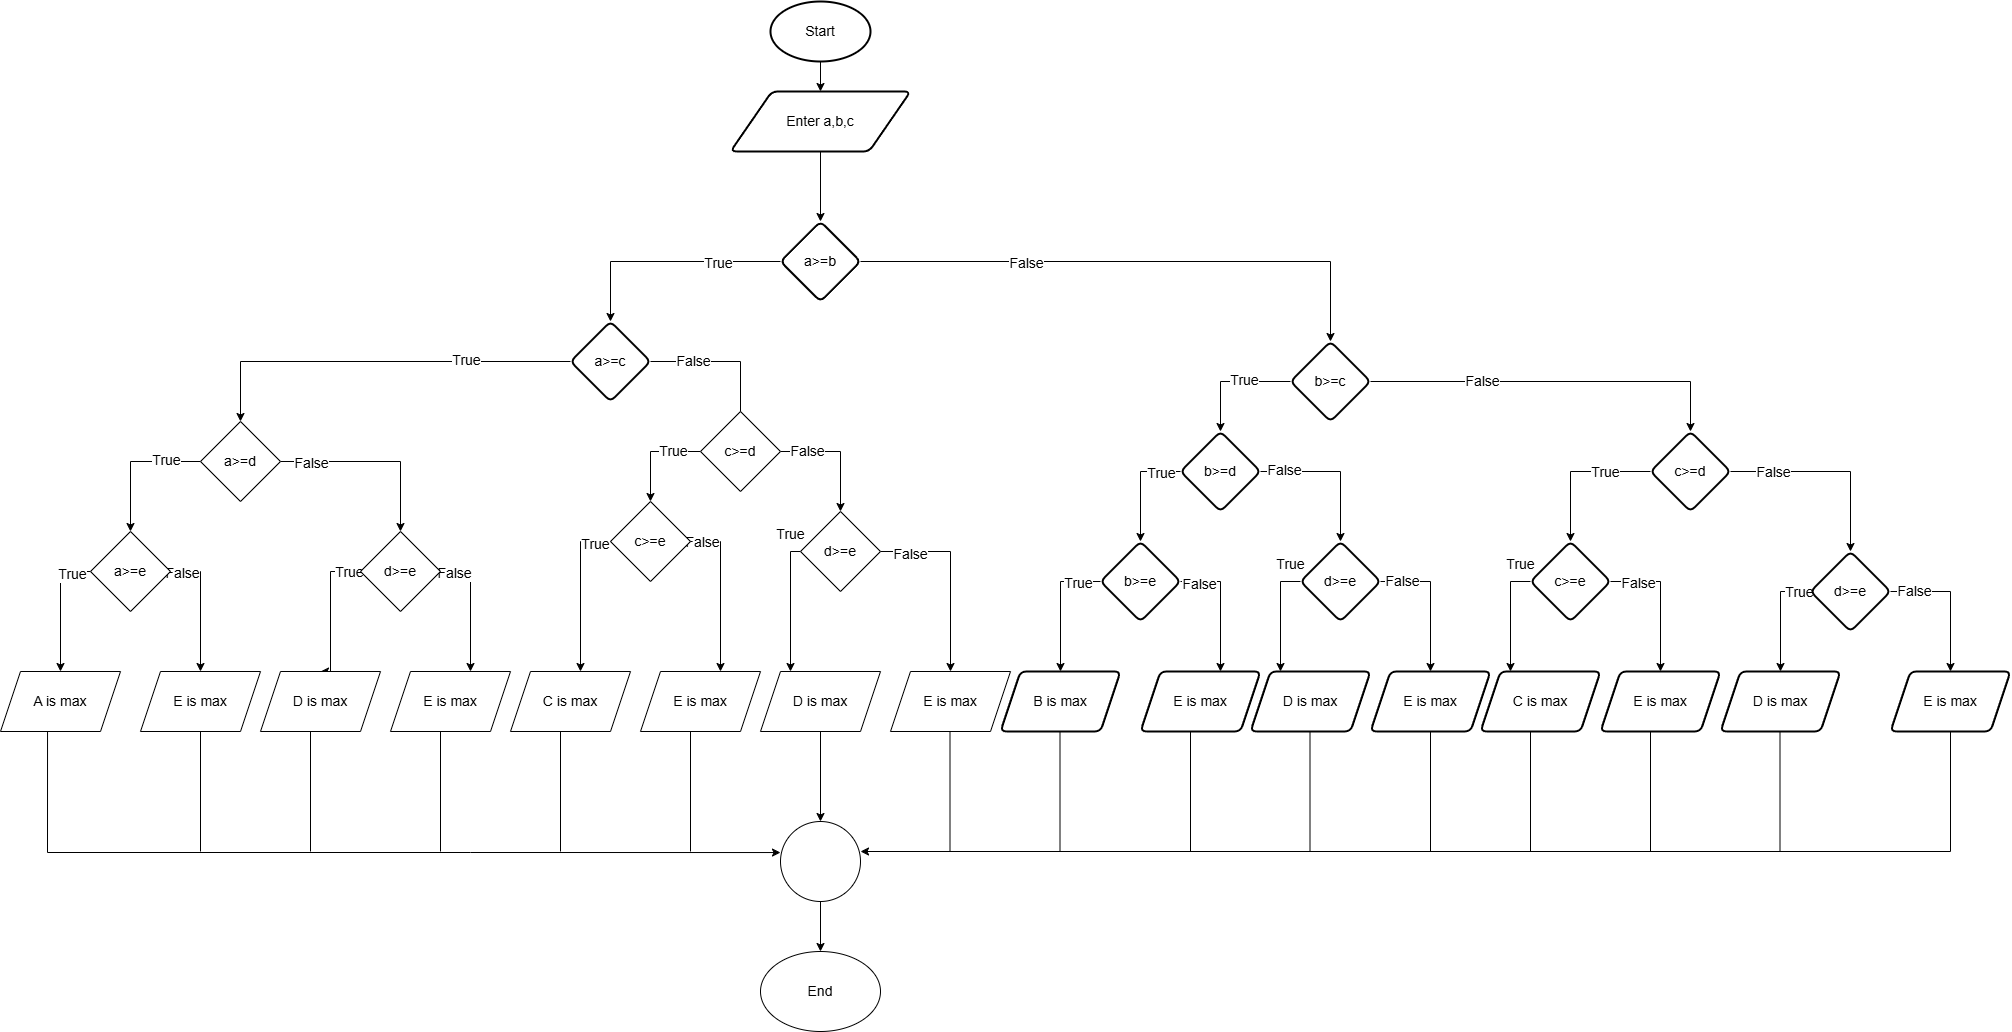 Start
Enter a,b,c
a>=b
True
False
a>=c
True
False
b>=c
True
False
a>=d
True
False
c>=d
True
False
b>=d
True
False
c>=d
True
False
a>=e
True
False
d>=e
True
False
c>=e
True
False
d>=e
True
False
b>=e
True
False
d>=e
True
False
c>=e
True
False
d>=e
True
False
A is max
E is max
D is max
E is max
C is max
E is max
D is max
E is max
B is max
E is max
D is max
E is max
C is max
E is max
D is max
E is max
End